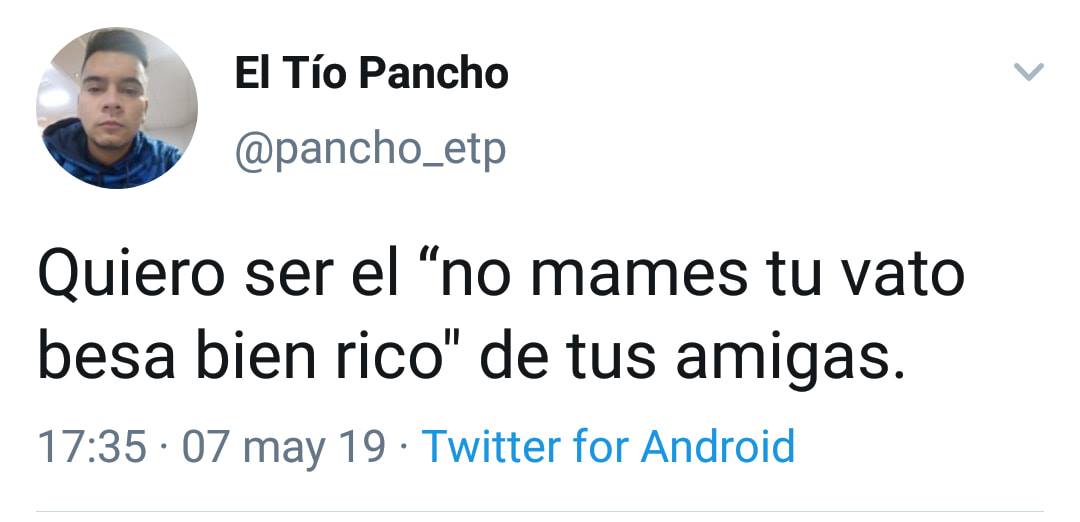 El Tío Pancho
@pancho_etp
Quiero ser el “no mames tu vato
besa bien rico" de tus amigas.
17:35 · 07 may 19 · Twitter for Android